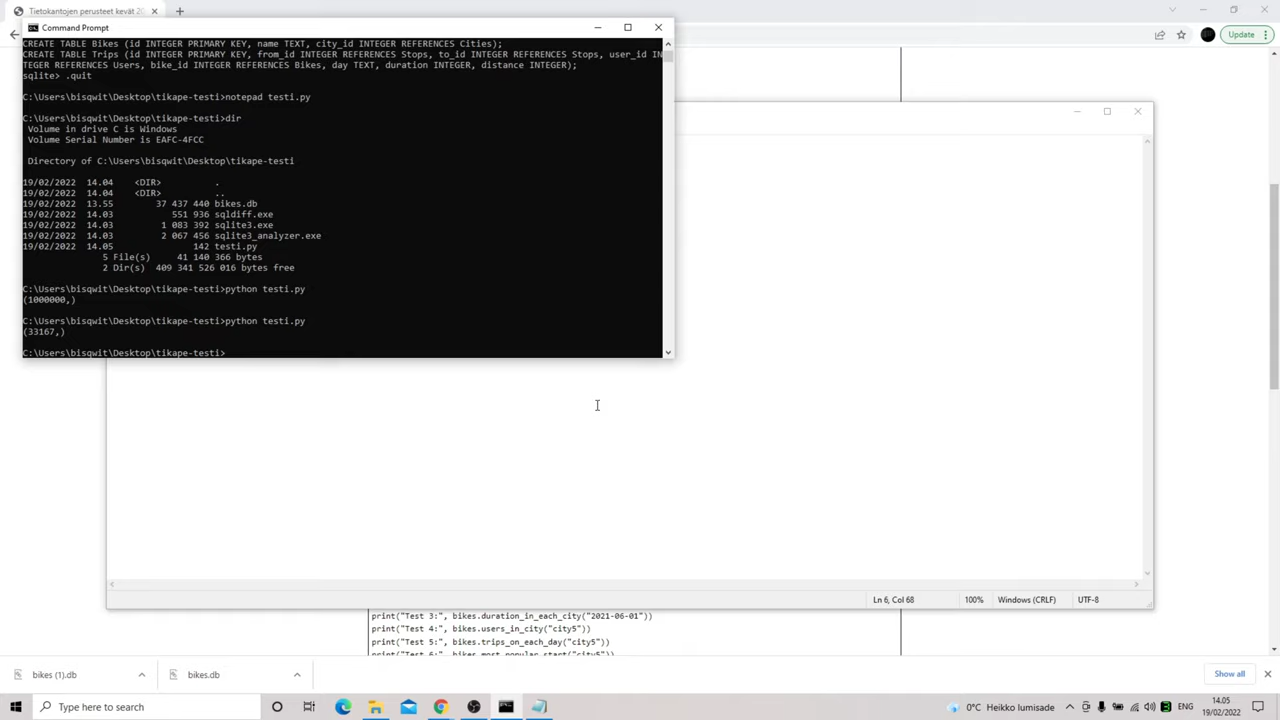 Tietokantojen perusteet kevät 20
Update
Command Prompt
CREATE TABLE Bikes (id INTEGER PRIMARY KEY, name TEXT, city_id INTEGER REFERENCES Cities);
CREATE TABLE Trips (id INTEGER PRIMARY KEY, from_id INTEGER REFERENCES Stops, to_id INTEGER REFERENCES Stops, user_id IN
TEGER REFERENCES Users, bike_id INTEGER REFERENCES Bikes, day TEXT, duration INTEGER, distance INTEGER);
sqlite> .quit
C:\Users\bisqwit\Desktop\tikape-testi>notepad testi.py
C:\Users\bisqwit\Desktop\tikape-testi>dir
Volume in drive C is Windows
Volume Serial Number is EAFC-4FCC
Directory of C:\Users\bisqwit\Desktop\tikape-testi
19/02/2022  14.04    <DIR>          .
19/02/2022  14.04    <DIR>          ..
19/02/2022  13.55        37 437 440 bikes.db
19/02/2022  14.03           551 936 sqldiff.exe
19/02/2022  14.03         1 083 392 sqlite3.exe
19/02/2022  14.03         2 067 456 sqlite3_analyzer.exe
19/02/2022  14.05               142 testi.py
5 File(s)     41 140 366 bytes
2 Dir(s)  409 341 526 016 bytes free
C:\Users\bisqwit\Desktop\tikape-testi>python testi.py
(1000000,)
C:\Users\bisqwit\Desktop\tikape-testi>python testi.py
(33167,)
C:\Users\bisqwit\Desktop\tikape-testi>
Ln 6, Col 68
100%
Windows (CRLF)
UTF-8
print("Test 3:", bikes.duration_in_each_city("2021-06-01"))
print("Test 4:", bikes.users_in_city("city5"))
print("Test 5:", bikes.trips_on_each_day("city5"))
print("Test 6:", bikes.most_popular_start("city5"))
bikes (1).db
bikes.db
Show all
Type here to search
0°C Heikko lumisade
ENG
14.05
19/02/2022